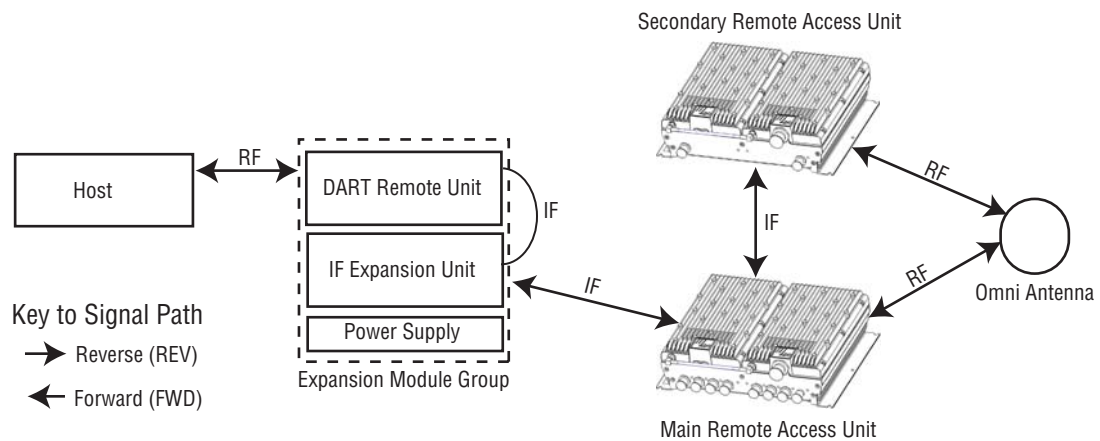 Secondary Remote Access Unit
Host
RF
DART Remote Unit
IF
IF Expansion Unit
Power Supply
Expansion Module Group
IF
IF
RF
RF
Omni Antenna
Main Remote Access Unit
Key to Signal Path
Reverse (REV)
Forward (FWD)